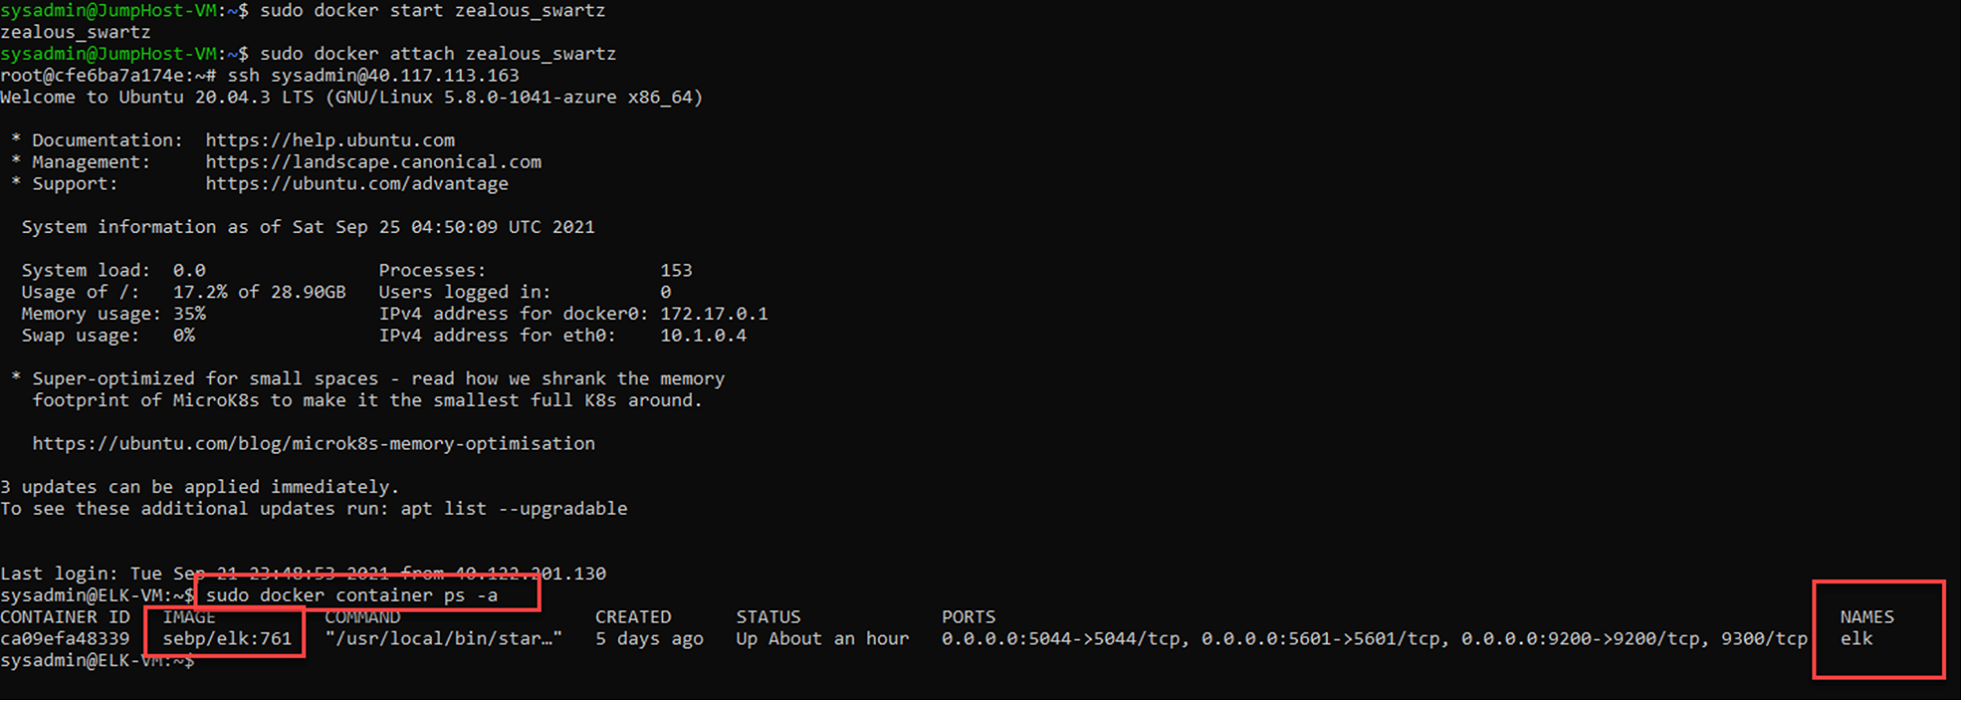 sysadmin@JumpHost-VM:~$ sudo docker start zealous_swartz
zealous_swartz
sysadmin@JumpHost-VM:~$ sudo docker attach zealous_swartz
root@cfe6ba7a174e:~# ssh sysadmin@40.117.113.163
Welcome to Ubuntu 20.04.3 LTS (GNU/Linux 5.8.0-1041-azure x86_64)
* Documentation: https://help.ubuntu.com
* Management: https://landscape.canonical.com
* Support: https://ubuntu.com/advantage
System information as of Sat Sep 25 04:50:09 UTC 2021
System load: 0.0 Processes: 153
Usage of /: 17.2% of 28.90GB Users logged in: 0
Memory usage: 35% IPv4 address for docker0: 172.17.0.1
Swap usage: 0% IPv4 address for eth0: 10.1.0.4
* Super-optimized for small spaces - read how we shrank the memory
footprint of MicroK8s to make it the smallest full K8s around.
https://ubuntu.com/blog/microk8s-memory-optimisation
3 updates can be applied immediately.
To see these additional updates run: apt list --upgradable
Last login: Tue Sep 21 23:48:53 2021 from 40.122.201.130
sysadmin@ELK-VM:~$ sudo docker container ps -a
CONTAINER ID IMAGE COMMAND CREATED STATUS PORTS NAMES
ca09efa48339 sebp/elk:761 "/usr/local/bin/star…" 5 days ago Up About an hour 0.0.0.0:5044->5044/tcp, 0.0.0.0:5601->5601/tcp, 0.0.0.0:9200->9200/tcp, 9300/tcp elk
sysadmin@ELK-VM:~$